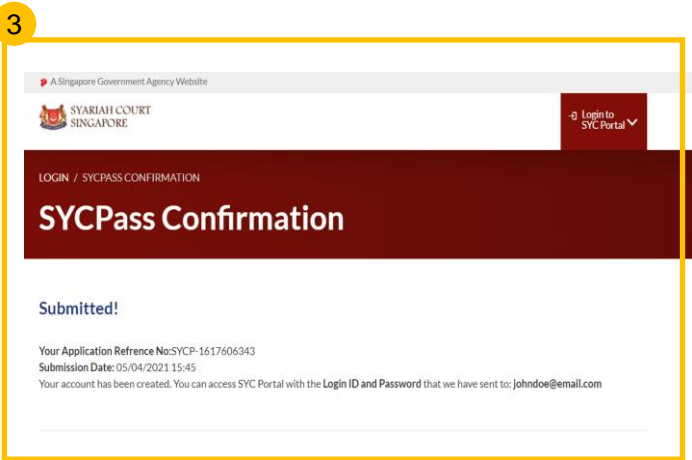 3
A Singapore Government Agency Website
SYARIAH COURT
SINGAPORE
Login to
SYC Portal
LOGIN / SYCPASS CONFIRMATION
SYCPass Confirmation
Submitted!
Your Application Refrence No:SYCP-1617606343
Submission Date: 05/04/2021 15:45
Your account has been created. You can access SYC Portal with the Login ID and Password that we have sent to: johndoe@email.com